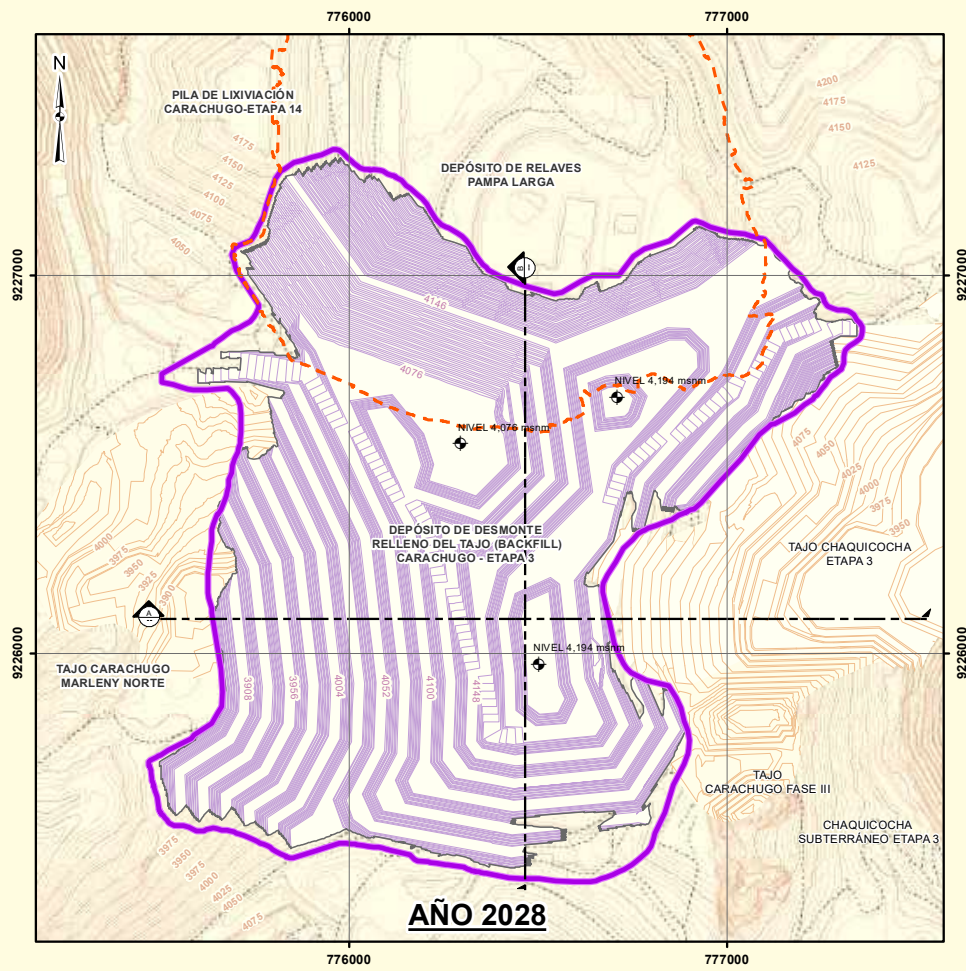 776000
777000
N
PILA DE LIXIVIACIÓN
CARACHUGO-ETAPA 14
4200
4175
4150
4125
4175
4150
4125
4100
4075
4050
DEPÓSITO DE RELAVES
PAMPA LARGA
9227000
9227000
4146
4076
NIVEL 4,194 msnm
NIVEL 4,076 msnm
DEPÓSITO DE DESMONTE
RELLENO DEL TAJO (BACKFILL)
CARACHUGO - ETAPA 3
4075
4050
4025
4000
3975
3950
TAJO CHAQUICOCHA
ETAPA 3
4000
3975
3950
3925
3900
A
NIVEL 4,194 msnm
9226000
9226000
TAJO CARACHUGO
MARLENY NORTE
3908
3956
4004
4052
4100
4148
TAJO
CARACHUGO FASE III
CHAQUICOCHA
SUBTERRÁNEO ETAPA 3
3975
3950
3975
4000
4025
4050
4075
AÑO 2028
776000
777000